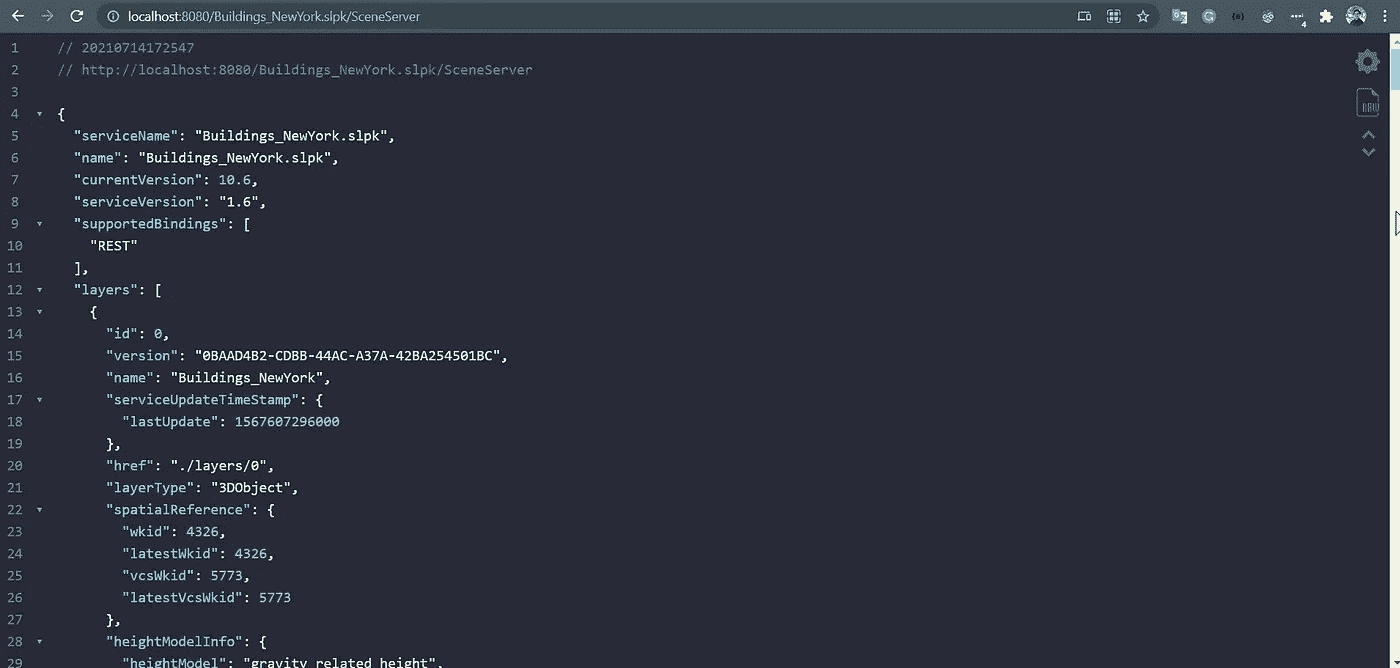 localhost:8080/Buildings_NewYork.slpk/SceneServer
4
1 // 20210714172547
2 // http://localhost:8080/Buildings_NewYork.slpk/SceneServer
3
4 {
5 "serviceName": "Buildings_NewYork.slpk",
6 "name": "Buildings_NewYork.slpk",
7 "currentVersion": 10.6,
8 "serviceVersion": "1.6",
9 "supportedBindings": [
10 "REST"
11 ],
12 "layers": [
13 {
14 "id": 0,
15 "version": "0BAAD4B2-CDBB-44AC-A37A-42BA254501BC",
16 "name": "Buildings_NewYork",
17 "serviceUpdateTimeStamp": {
18 "lastUpdate": 1567607296000
19 },
20 "href": "./layers/0",
21 "layerType": "3DObject",
22 "spatialReference": {
23 "wkid": 4326,
24 "latestWkid": 4326,
25 "vcsWkid": 5773,
26 "latestVcsWkid": 5773
27 },
28 "heightModelInfo": {
29 "heightModel": "gravity_related_height",
RAW